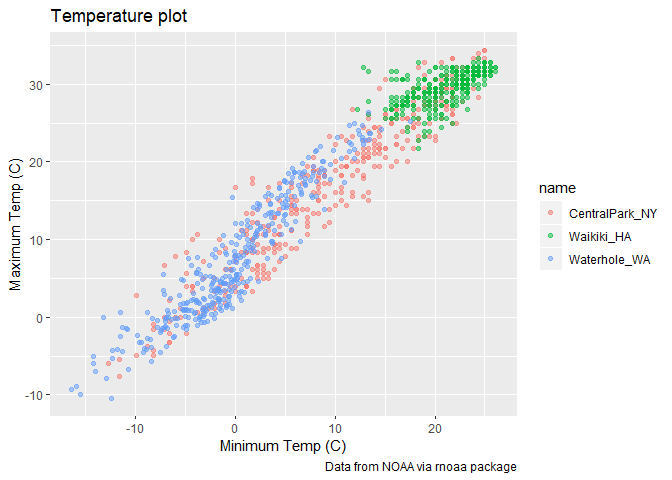 Temperature plot
Maximum Temp (C)
30
20
10
0
-10
-10
0
10
20
Minimum Temp (C)
Data from NOAA via rnoaa package
name
CentralPark_NY
Waikiki_HA
Waterhole_WA